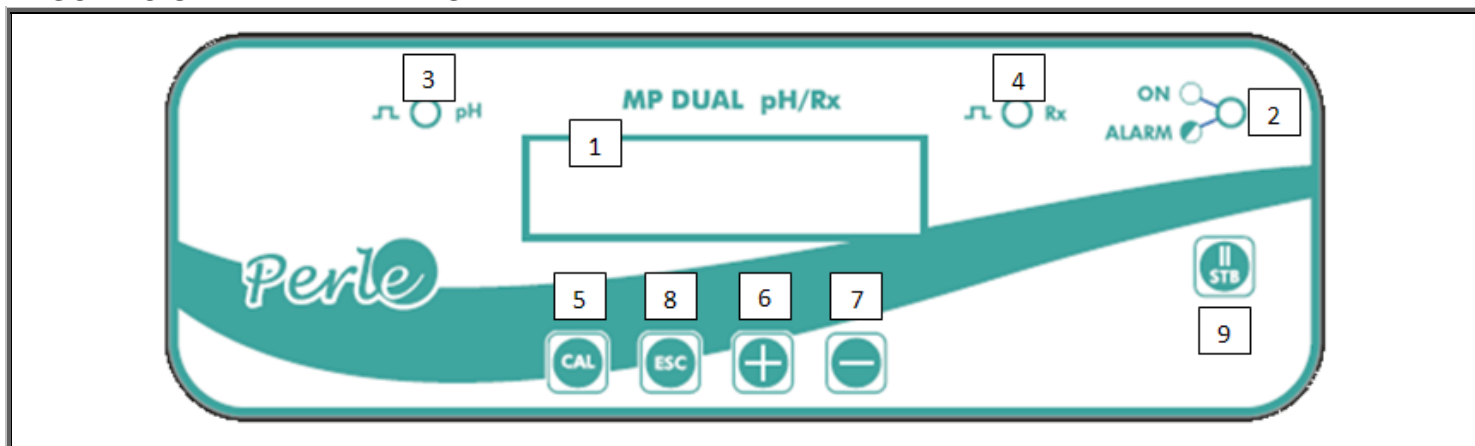 3
4
MP DUAL pH/Rx
ON
2
pH
Rx
ALARM
1
Perle
II
STB
5
8
6
7
9
CAL
ESC
+
−